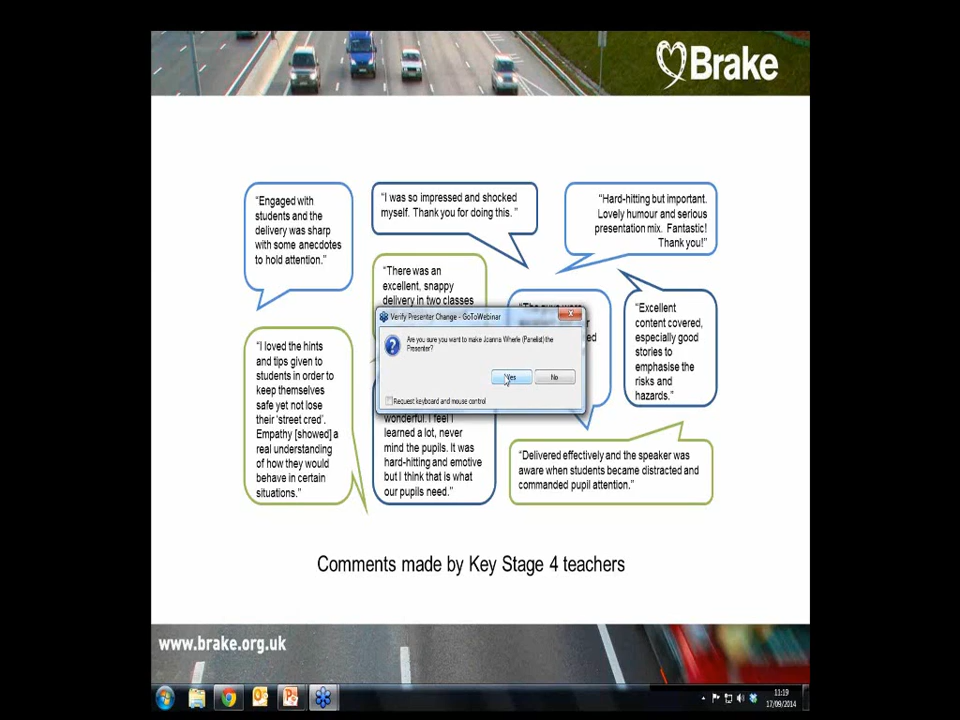 Brake
“Engaged with
students and the
delivery was sharp
with some anecdotes
to hold attention.”
“I was so impressed and shocked
myself. Thank you for doing this. ”
“Hard-hitting but important.
Lovely humour and serious
presentation mix. Fantastic!
Thank you!”
“There was an
excellent, snappy
delivery in two classes
“Excellent
content covered,
especially good
stories to
emphasise the
risks and
hazards.”
Verify Presenter Change - GoToWebinar
Are you sure you want to make Joanna Wherle (Panelist) the
Presenter?
Yes
No
Request keyboard and mouse control
“I loved the hints
and tips given to
students in order to
keep themselves
safe yet not lose
their ‘street cred’.
Empathy [showed] a
real understanding
of how they would
behave in certain
situations.”
wonderful. I feel I
learned a lot, never
mind the pupils. It was
hard-hitting and emotive
but I think that is what
our pupils need.”
“Delivered effectively and the speaker was
aware when students became distracted and
commanded pupil attention.”
Comments made by Key Stage 4 teachers
www.brake.org.uk
11:19
17/09/2014